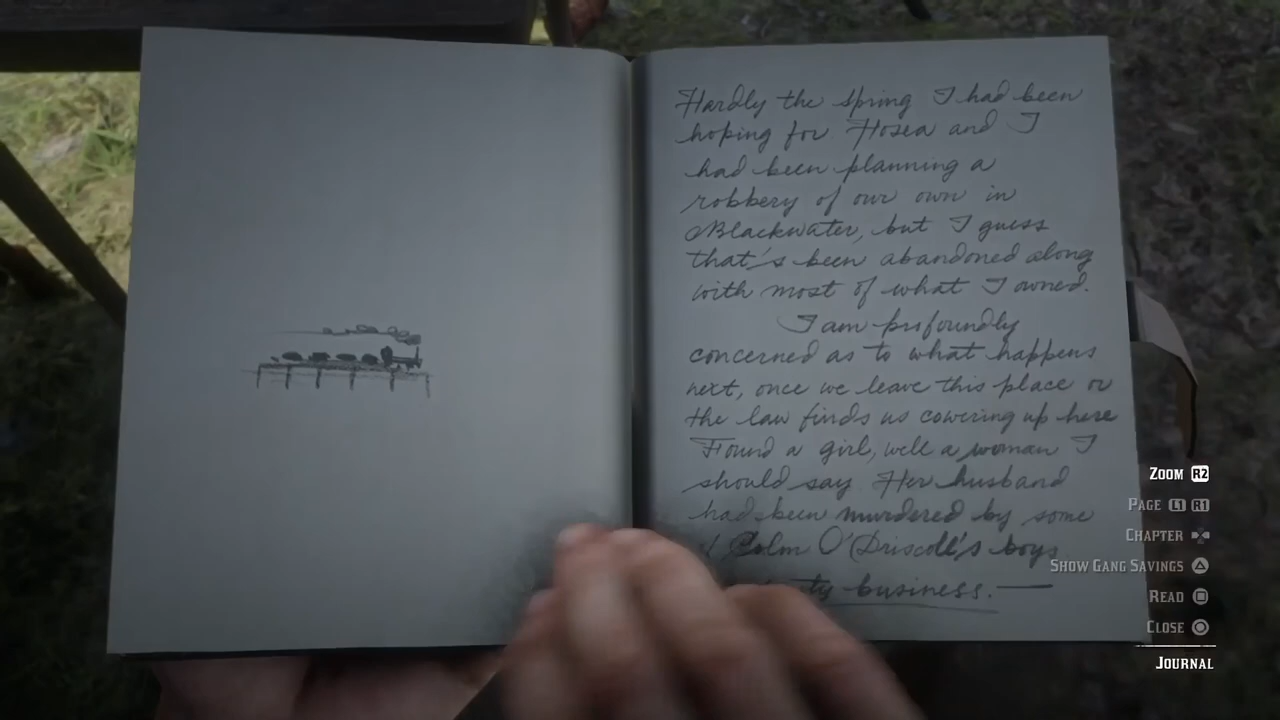 Hardly the spring I had been
hoping for Hosea and I
had been planning a
robbery of our own in
Blackwater, but I guess
that's been abandoned along
with most of what I owned.
I am profoundly
concerned as to what happens
next, once we leave this place or
the law finds us cowering up here
Found a girl, well a woman I
should say. Her husband
had been murdered by some
of Colm O'Driscoll's boys
business.
ZOOM R2
PAGE L1 R1
CHAPTER
SHOW GANG SAVINGS
READ
CLOSE
JOURNAL